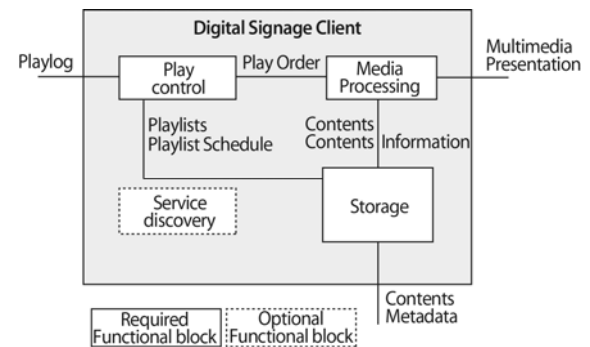 Digital Signage Client
Playlog
Play
control
Play Order
Media
Processing
Multimedia
Presentation
Playlists
Playlist Schedule
Contents
Contents Information
Service
discovery
Storage
Contents
Metadata
Required
Functional block
Optional
Functional block